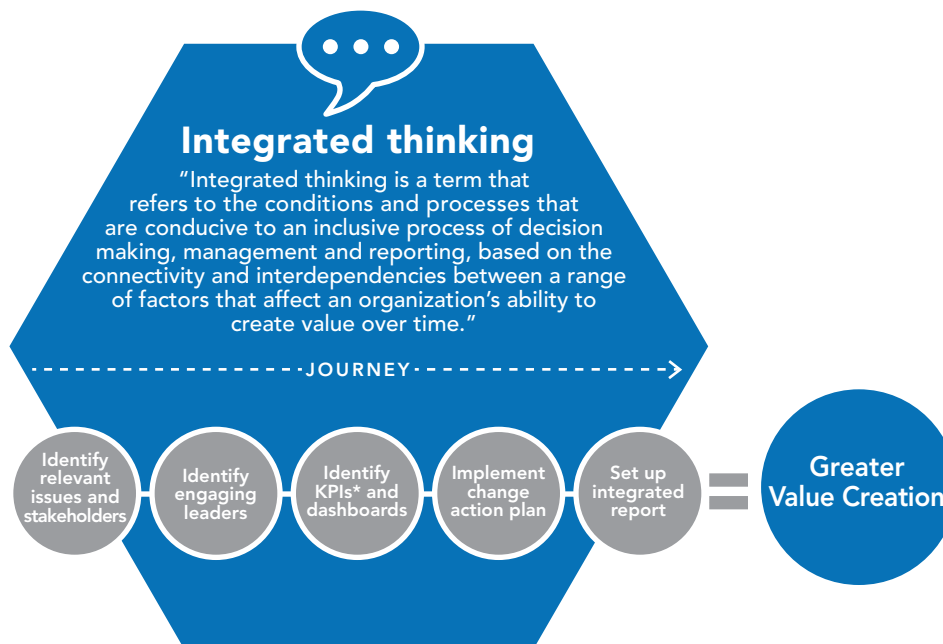 Integrated thinking
“Integrated thinking is a term that
refers to the conditions and processes that
are conducive to an inclusive process of decision
making, management and reporting, based on the
connectivity and interdependencies between a range
of factors that affect an organization’s ability to
create value over time.”
JOURNEY
Identify
relevant
issues and
stakeholders
Identify
engaging
leaders
Identify
KPIs* and
dashboards
Implement
change
action plan
Set up
integrated
report
=
Greater
Value Creation